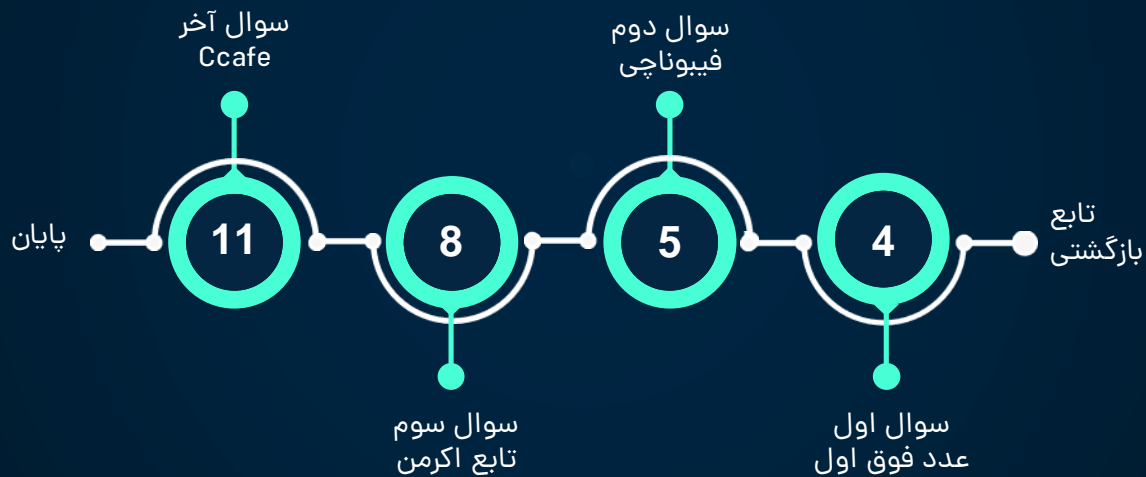 تابع
بازگشتی
4
سوال اول
عدد فوق اول
سوال دوم
فیبوناچی
5
8
سوال سوم
تابع اکرمن
سوال آخر
Ccafe
11
پایان